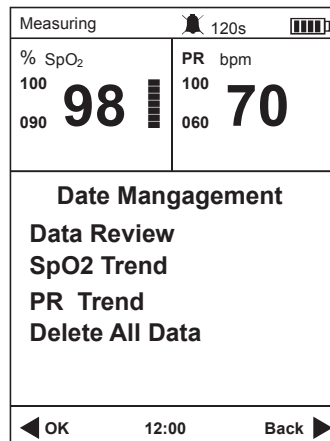 Measuring 120s
% SpO₂ PR bpm
100 98 100 70
090 060
Date Mangagement
Data Review
SpO2 Trend
PR Trend
Delete All Data
OK 12:00 Back